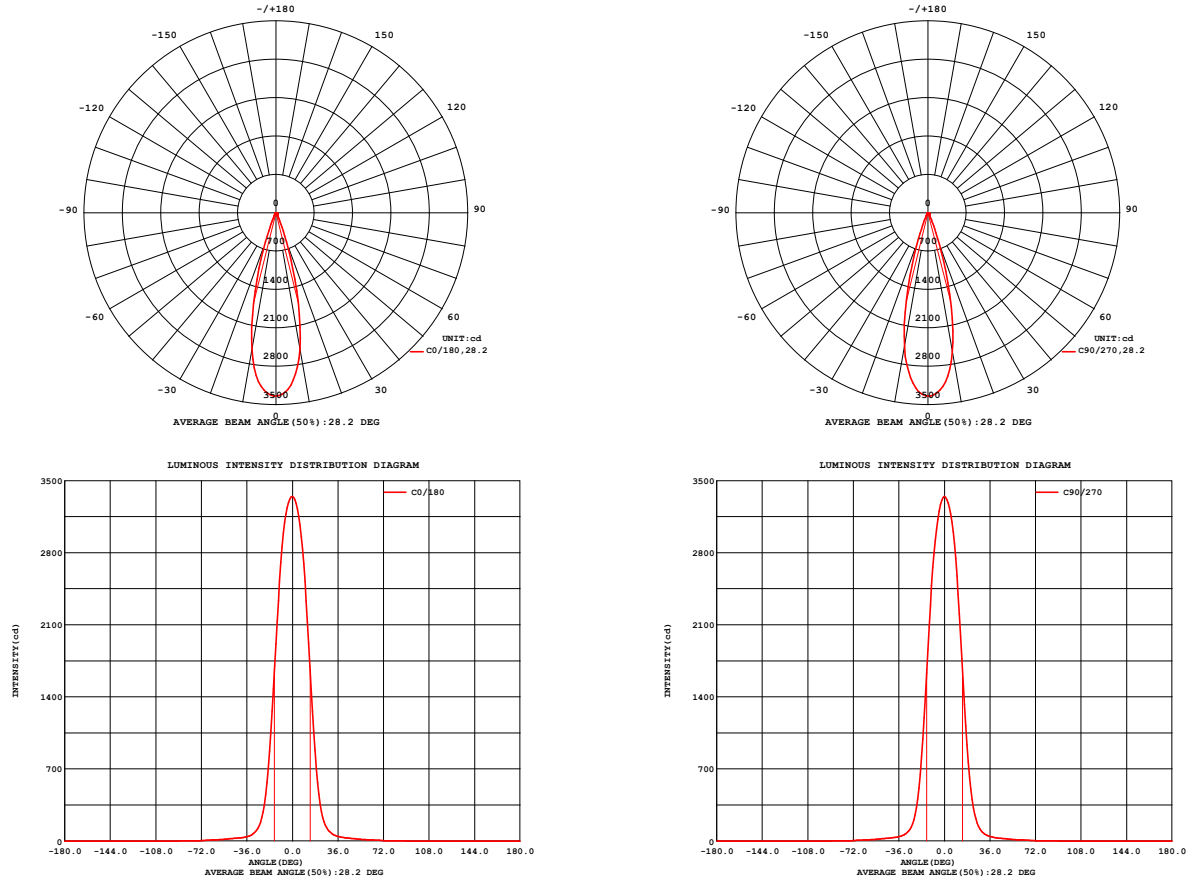 -/+180
-150
150
-120
120
-90
90
-60
60
-30
30
0
0
700
1400
2100
2800
3500
UNIT:cd
C0/180,28.2
AVERAGE BEAM ANGLE(50%):28.2 DEG
-/+180
-150
150
-120
120
-90
90
-60
60
-30
30
0
0
700
1400
2100
2800
3500
UNIT:cd
C90/270,28.2
AVERAGE BEAM ANGLE(50%):28.2 DEG
LUMINOUS INTENSITY DISTRIBUTION DIAGRAM
C0/180
3500
2800
2100
1400
700
0
INTENSITY(cd)
-180.0 -144.0 -108.0 -72.0 -36.0 0.0 36.0 72.0 108.0 144.0 180.0
ANGLE(DEG)
AVERAGE BEAM ANGLE(50%):28.2 DEG
LUMINOUS INTENSITY DISTRIBUTION DIAGRAM
C90/270
3500
2800
2100
1400
700
0
INTENSITY(cd)
-180.0 -144.0 -108.0 -72.0 -36.0 0.0 36.0 72.0 108.0 144.0 180.0
ANGLE(DEG)
AVERAGE BEAM ANGLE(50%):28.2 DEG